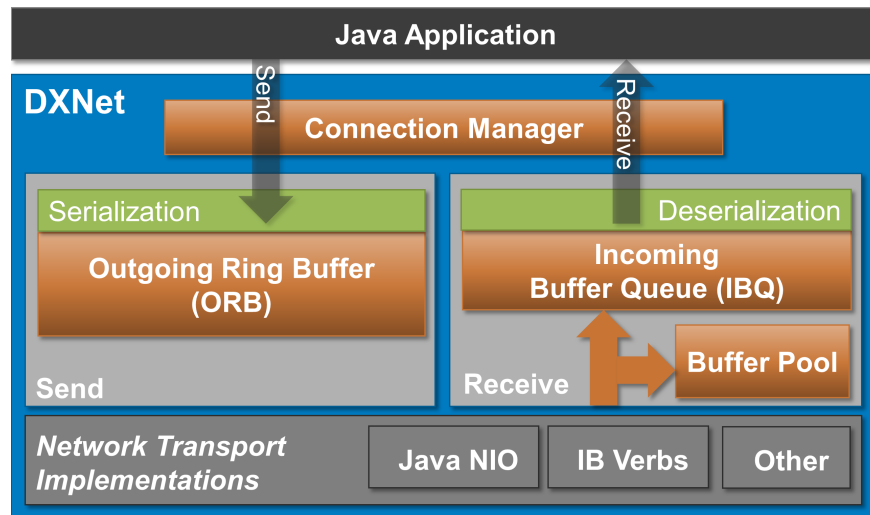 Java Application
Send
Receive
DXNet
Connection Manager
Serialization
Outgoing Ring Buffer
(ORB)
Send
Deserialization
Incoming
Buffer Queue (IBQ)
Buffer Pool
Receive
Network Transport
Implementations
Java NIO
IB Verbs
Other